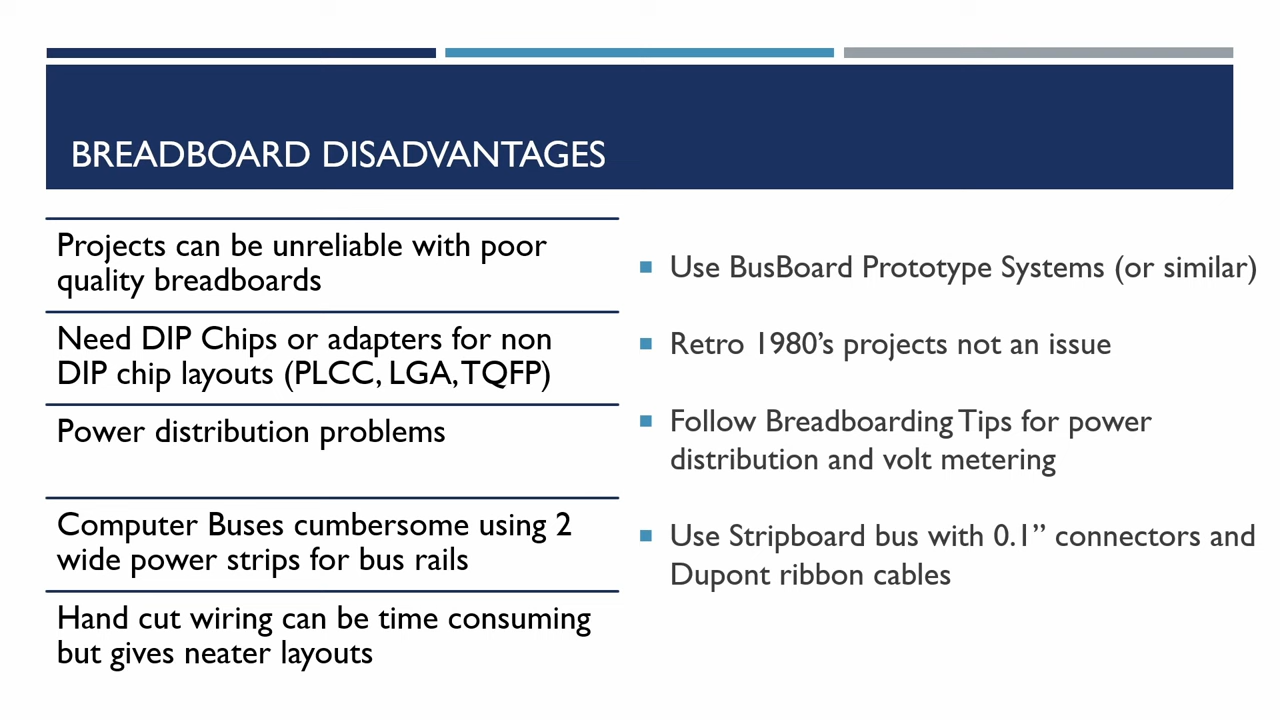 BREADBOARD DISADVANTAGES
Projects can be unreliable with poor
quality breadboards
Need DIP Chips or adapters for non
DIP chip layouts (PLCC, LGA, TQFP)
Power distribution problems
Computer Buses cumbersome using 2
wide power strips for bus rails
Hand cut wiring can be time consuming
but gives neater layouts
Use BusBoard Prototype Systems (or similar)
Retro 1980’s projects not an issue
Follow Breadboarding Tips for power
distribution and volt metering
Use Stripboard bus with 0.1” connectors and
Dupont ribbon cables